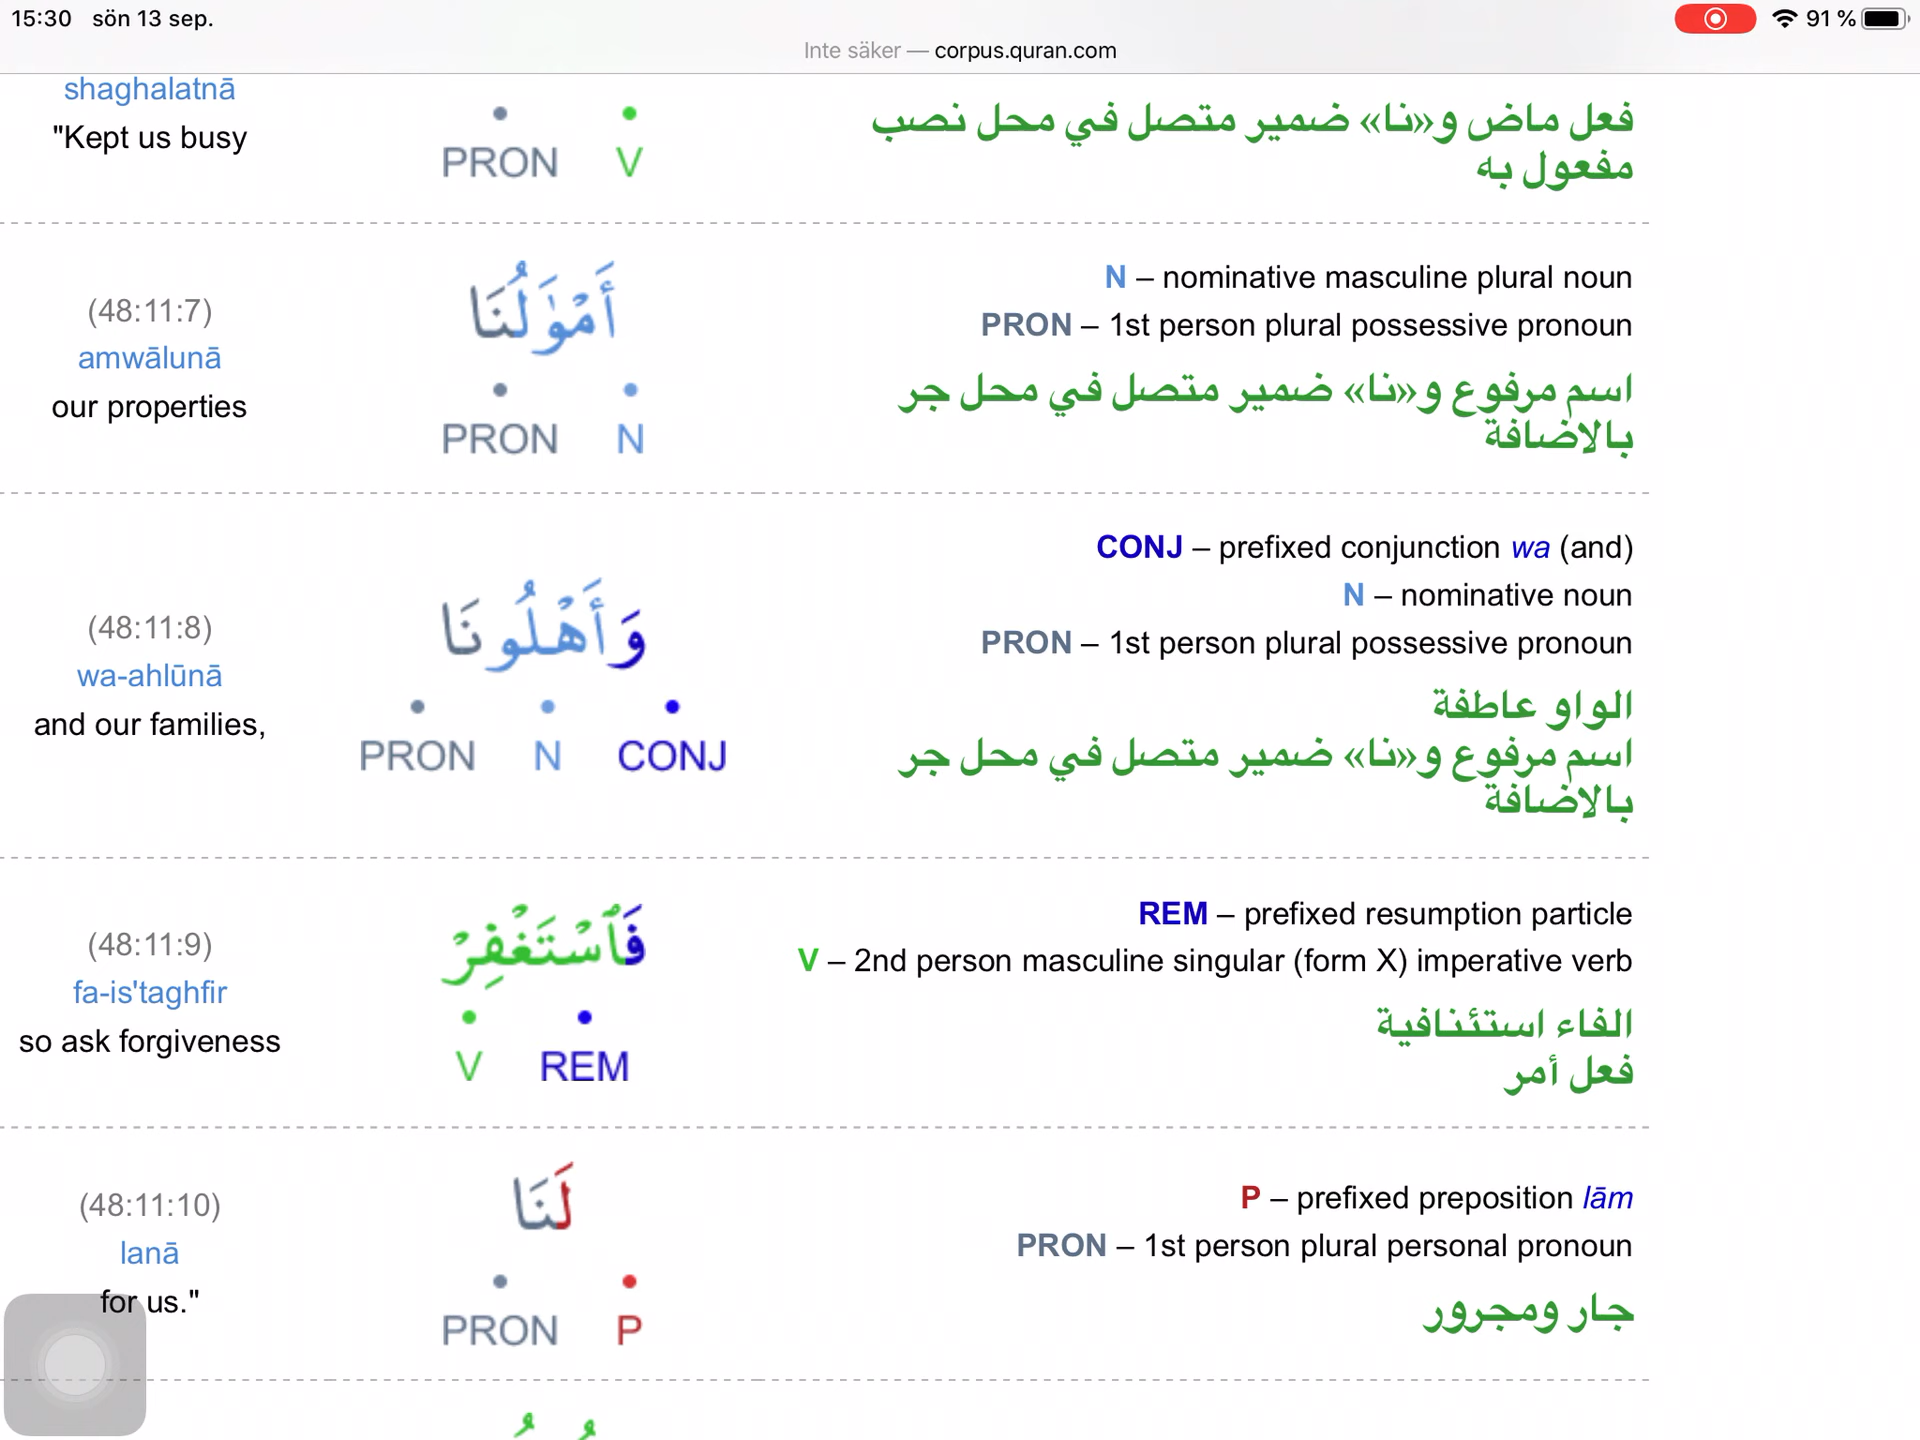 15:30 sön 13 sep.
91 %
Inte säker — corpus.quran.com
shaghalatnā
"Kept us busy
PRON V
فعل ماض و«نا» ضمير متصل في محل نصب
مفعول به
(48:11:7)
amwālunā
our properties
أَمْوَٰلُنَا
PRON N
N – nominative masculine plural noun
PRON – 1st person plural possessive pronoun
اسم مرفوع و«نا» ضمير متصل في محل جر
بالاضافة
(48:11:8)
wa-ahlūnā
and our families,
وَأَهْلُونَا
PRON N CONJ
CONJ – prefixed conjunction wa (and)
N – nominative noun
PRON – 1st person plural possessive pronoun
الواو عاطفة
اسم مرفوع و«نا» ضمير متصل في محل جر
بالاضافة
(48:11:9)
fa-is'taghfir
so ask forgiveness
فَٱسْتَغْفِرْ
V REM
REM – prefixed resumption particle
V – 2nd person masculine singular (form X) imperative verb
الفاء استئنافية
فعل أمر
(48:11:10)
lanā
for us."
لَنَا
PRON P
P – prefixed preposition lām
PRON – 1st person plural personal pronoun
جار ومجرور